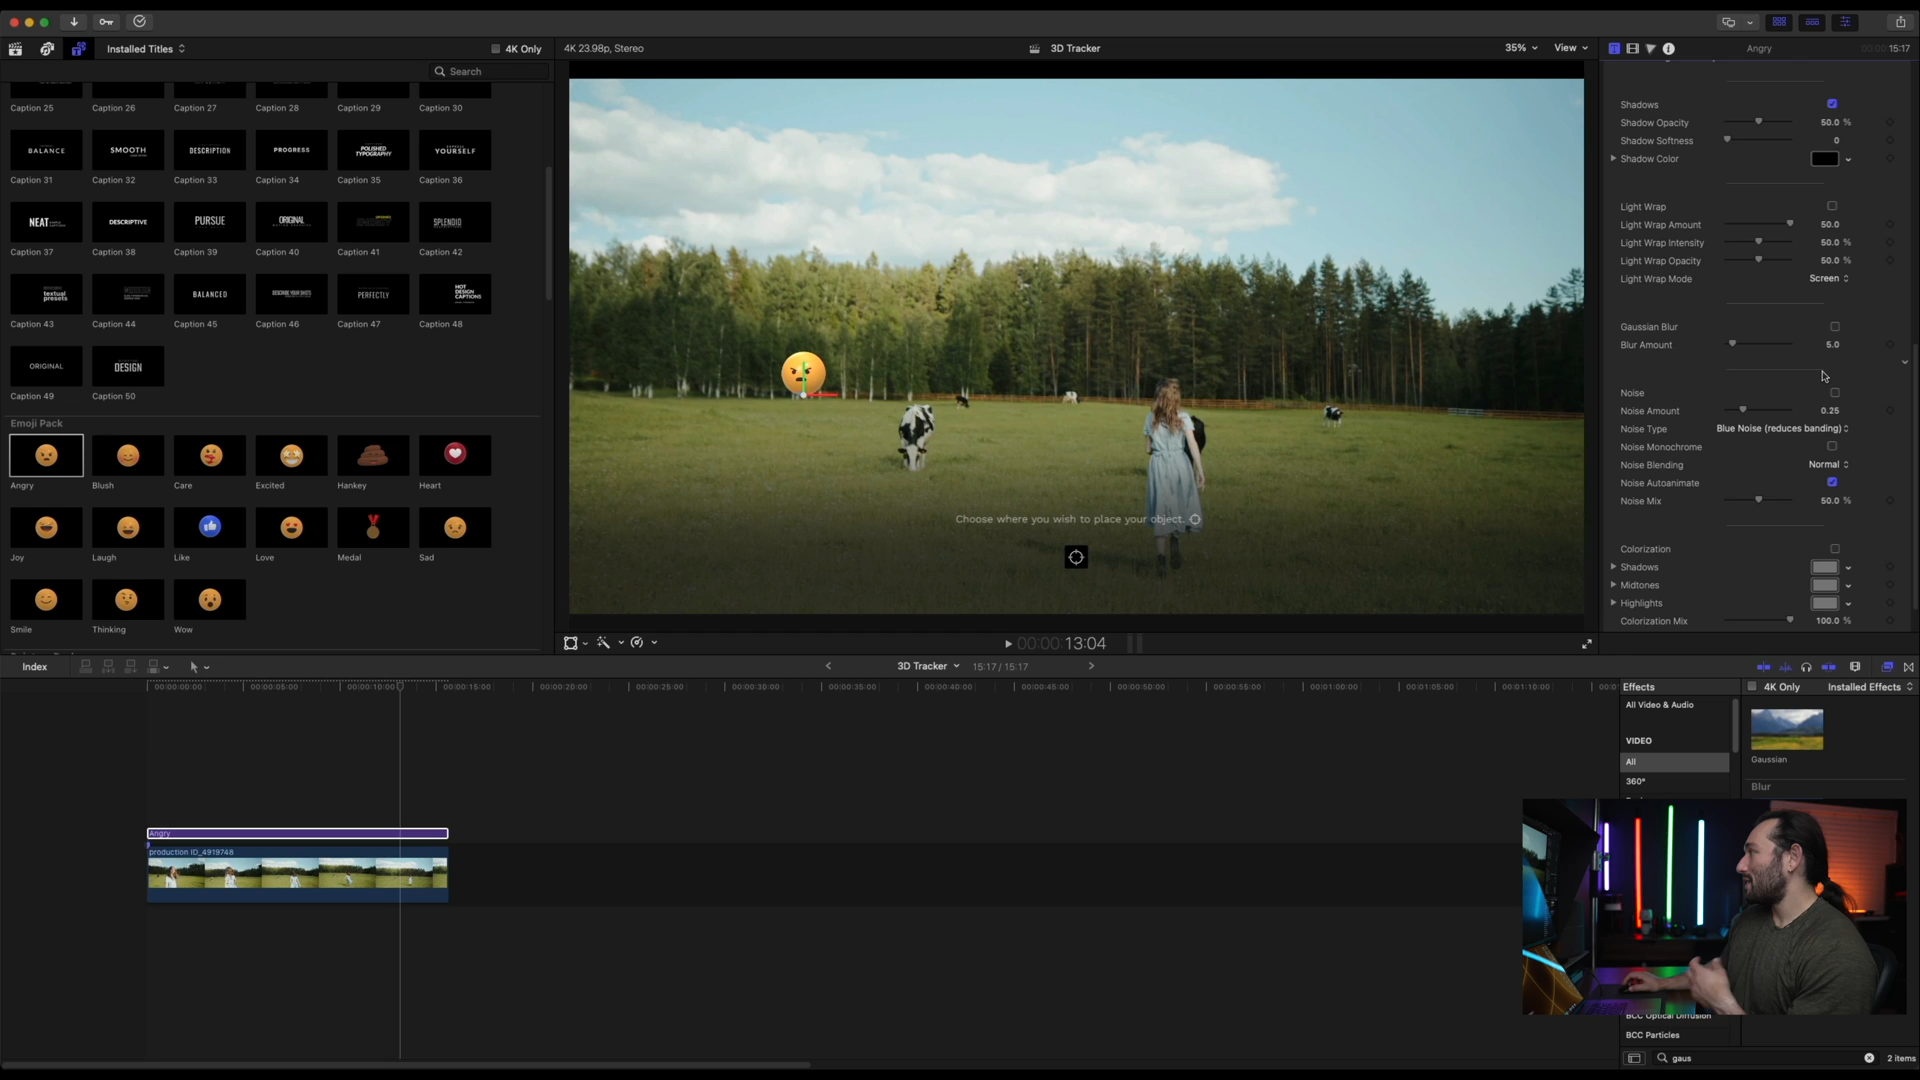 Installed Titles
4K Only
4K 23.98p, Stereo
3D Tracker
35%
View
Angry
00:00:15:17
Search
Caption 25
Caption 26
Caption 27
Caption 28
Caption 29
Caption 30
BALANCE
SMOOTH
DESCRIPTION
PROGRESS
POLISHED
TYPOGRAPHY
YOURSELF
Caption 31
Caption 32
Caption 33
Caption 34
Caption 35
Caption 36
NEAT
DESCRIPTIVE
PURSUE
ORIGINAL
SPLENDID
Caption 37
Caption 38
Caption 39
Caption 40
Caption 41
Caption 42
textual
presets
BALANCED
DESCRIBE YOUR SHOTS
PERFECTLY
HOT
DESIGN
CAPTIONS
Caption 43
Caption 44
Caption 45
Caption 46
Caption 47
Caption 48
ORIGINAL
DESIGN
Caption 49
Caption 50
Emoji Pack
Angry
Blush
Care
Excited
Hankey
Heart
Joy
Laugh
Like
Love
Medal
Sad
Smile
Thinking
Wow
Choose where you wish to place your object.
00:00:13:04
Shadows
Shadow Opacity 50.0 %
Shadow Softness 0
Shadow Color
Light Wrap
Light Wrap Amount 50.0
Light Wrap Intensity 50.0 %
Light Wrap Opacity 50.0 %
Light Wrap Mode Screen
Gaussian Blur
Blur Amount 5.0
Noise
Noise Amount 0.25
Noise Type Blue Noise (reduces banding)
Noise Monochrome
Noise Blending Normal
Noise Autoanimate
Noise Mix 50.0 %
Colorization
Shadows
Midtones
Highlights
Colorization Mix 100.0 %
Index
3D Tracker
15:17 / 15:17
00:00:00:00
00:00:05:00
00:00:10:00
00:00:15:00
00:00:20:00
00:00:25:00
00:00:30:00
00:00:35:00
00:00:40:00
00:00:45:00
00:00:50:00
00:00:55:00
00:01:00:00
00:01:05:00
00:01:10:00
Angry
production ID_4919748
Effects
4K Only
Installed Effects
All Video & Audio
VIDEO
All
360°
Gaussian
Blur
BCC Optical Diffusion
BCC Particles
gaus
2 items